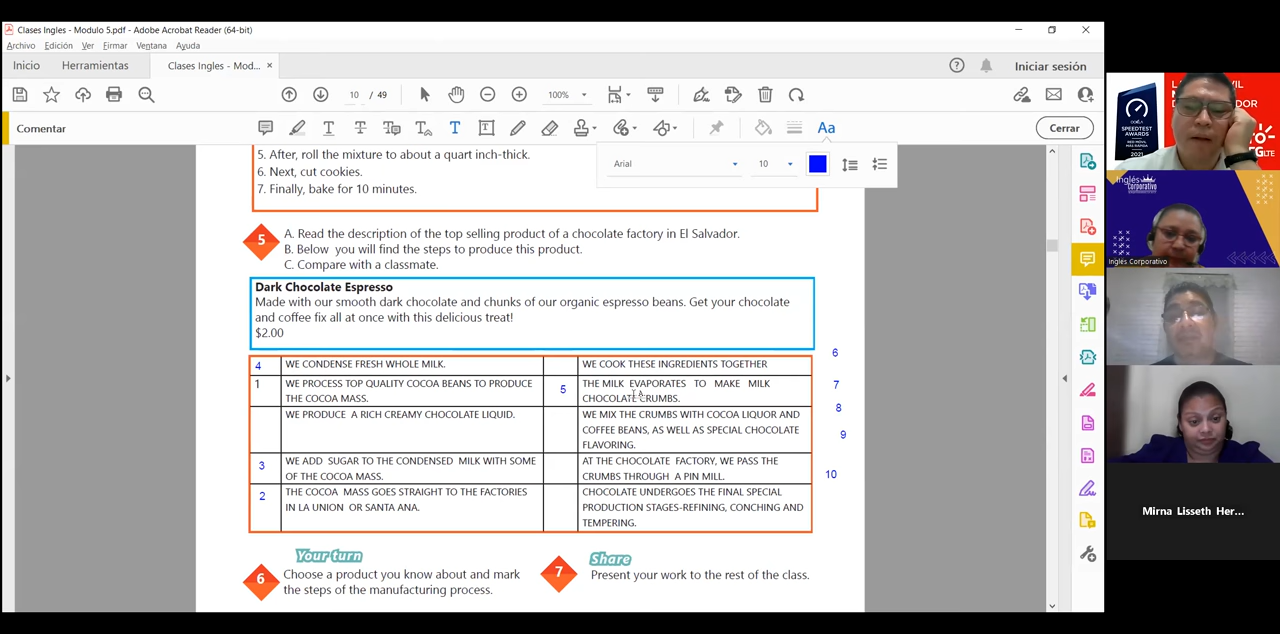 Clases Ingles - Modulo 5.pdf - Adobe Acrobat Reader (64-bit)
Archivo Edición Ver Firmar Ventana Ayuda
Inicio Herramientas Clases Ingles - Mod... × Iniciar sesión
10 / 49 100%
Comentar Aa Cerrar
Arial 10
5. After, roll the mixture to about a quart inch-thick.
6. Next, cut cookies.
7. Finally, bake for 10 minutes.
5
A. Read the description of the top selling product of a chocolate factory in El Salvador.
B. Below you will find the steps to produce this product.
C. Compare with a classmate.
Dark Chocolate Espresso
Made with our smooth dark chocolate and chunks of our organic espresso beans. Get your chocolate
and coffee fix all at once with this delicious treat!
$2.00
4 WE CONDENSE FRESH WHOLE MILK.
1 WE PROCESS TOP QUALITY COCOA BEANS TO PRODUCE
THE COCOA MASS.
WE PRODUCE A RICH CREAMY CHOCOLATE LIQUID.
3 WE ADD SUGAR TO THE CONDENSED MILK WITH SOME
OF THE COCOA MASS.
2 THE COCOA MASS GOES STRAIGHT TO THE FACTORIES
IN LA UNION OR SANTA ANA.
WE COOK THESE INGREDIENTS TOGETHER
5 THE MILK EVAPORATES TO MAKE MILK
CHOCOLATE CRUMBS.
WE MIX THE CRUMBS WITH COCOA LIQUOR AND
COFFEE BEANS, AS WELL AS SPECIAL CHOCOLATE
FLAVORING.
AT THE CHOCOLATE FACTORY, WE PASS THE
CRUMBS THROUGH A PIN MILL.
CHOCOLATE UNDERGOES THE FINAL SPECIAL
PRODUCTION STAGES-REFINING, CONCHING AND
TEMPERING.
6
7
8
9
10
Your turn
6 Choose a product you know about and mark
the steps of the manufacturing process.
Share
7 Present your work to the rest of the class.
SPEEDTEST
AWARDS
2021
LTE
Inglés
Corporativo
Inglés Corporativo
Mirna Lisseth Her...